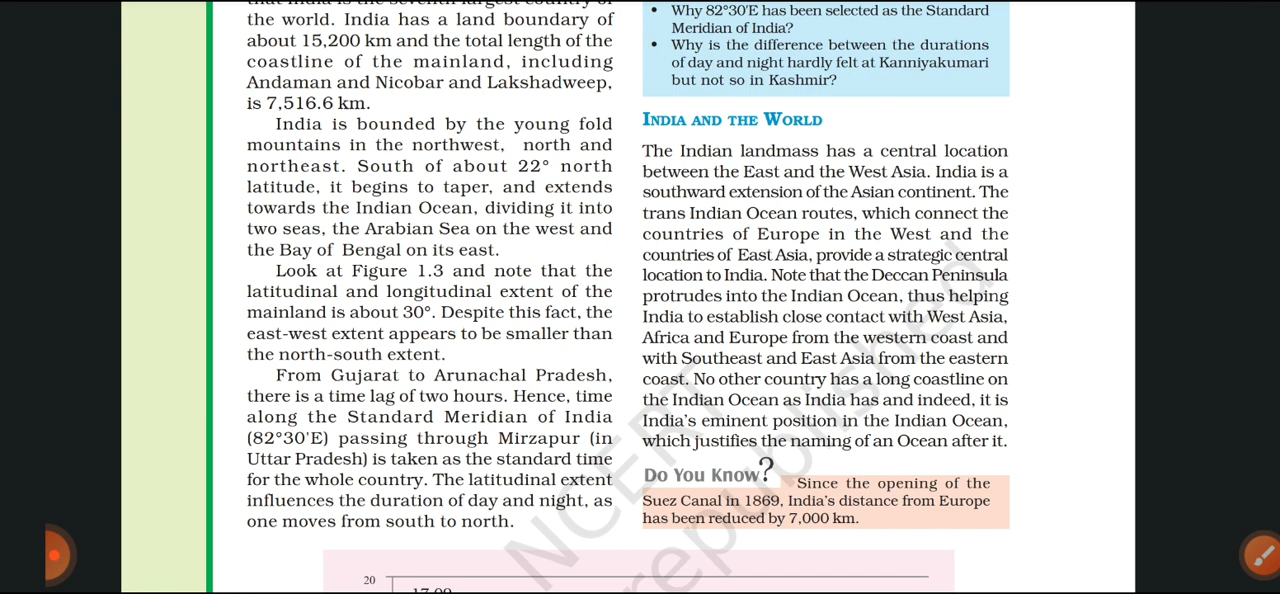 the world. India has a land boundary of
about 15,200 km and the total length of the
coastline of the mainland, including
Andaman and Nicobar and Lakshadweep,
is 7,516.6 km.
India is bounded by the young fold
mountains in the northwest, north and
northeast. South of about 22° north
latitude, it begins to taper, and extends
towards the Indian Ocean, dividing it into
two seas, the Arabian Sea on the west and
the Bay of Bengal on its east.
Look at Figure 1.3 and note that the
latitudinal and longitudinal extent of the
mainland is about 30°. Despite this fact, the
east-west extent appears to be smaller than
the north-south extent.
From Gujarat to Arunachal Pradesh,
there is a time lag of two hours. Hence, time
along the Standard Meridian of India
(82°30'E) passing through Mirzapur (in
Uttar Pradesh) is taken as the standard time
for the whole country. The latitudinal extent
influences the duration of day and night, as
one moves from south to north.
• Why 82°30'E has been selected as the Standard
Meridian of India?
• Why is the difference between the durations
of day and night hardly felt at Kanniyakumari
but not so in Kashmir?
INDIA AND THE WORLD
The Indian landmass has a central location
between the East and the West Asia. India is a
southward extension of the Asian continent. The
trans Indian Ocean routes, which connect the
countries of Europe in the West and the
countries of East Asia, provide a strategic central
location to India. Note that the Deccan Peninsula
protrudes into the Indian Ocean, thus helping
India to establish close contact with West Asia,
Africa and Europe from the western coast and
with Southeast and East Asia from the eastern
coast. No other country has a long coastline on
the Indian Ocean as India has and indeed, it is
India's eminent position in the Indian Ocean,
which justifies the naming of an Ocean after it.
Do You Know?
Since the opening of the
Suez Canal in 1869, India's distance from Europe
has been reduced by 7,000 km.
NCERT
republished
20